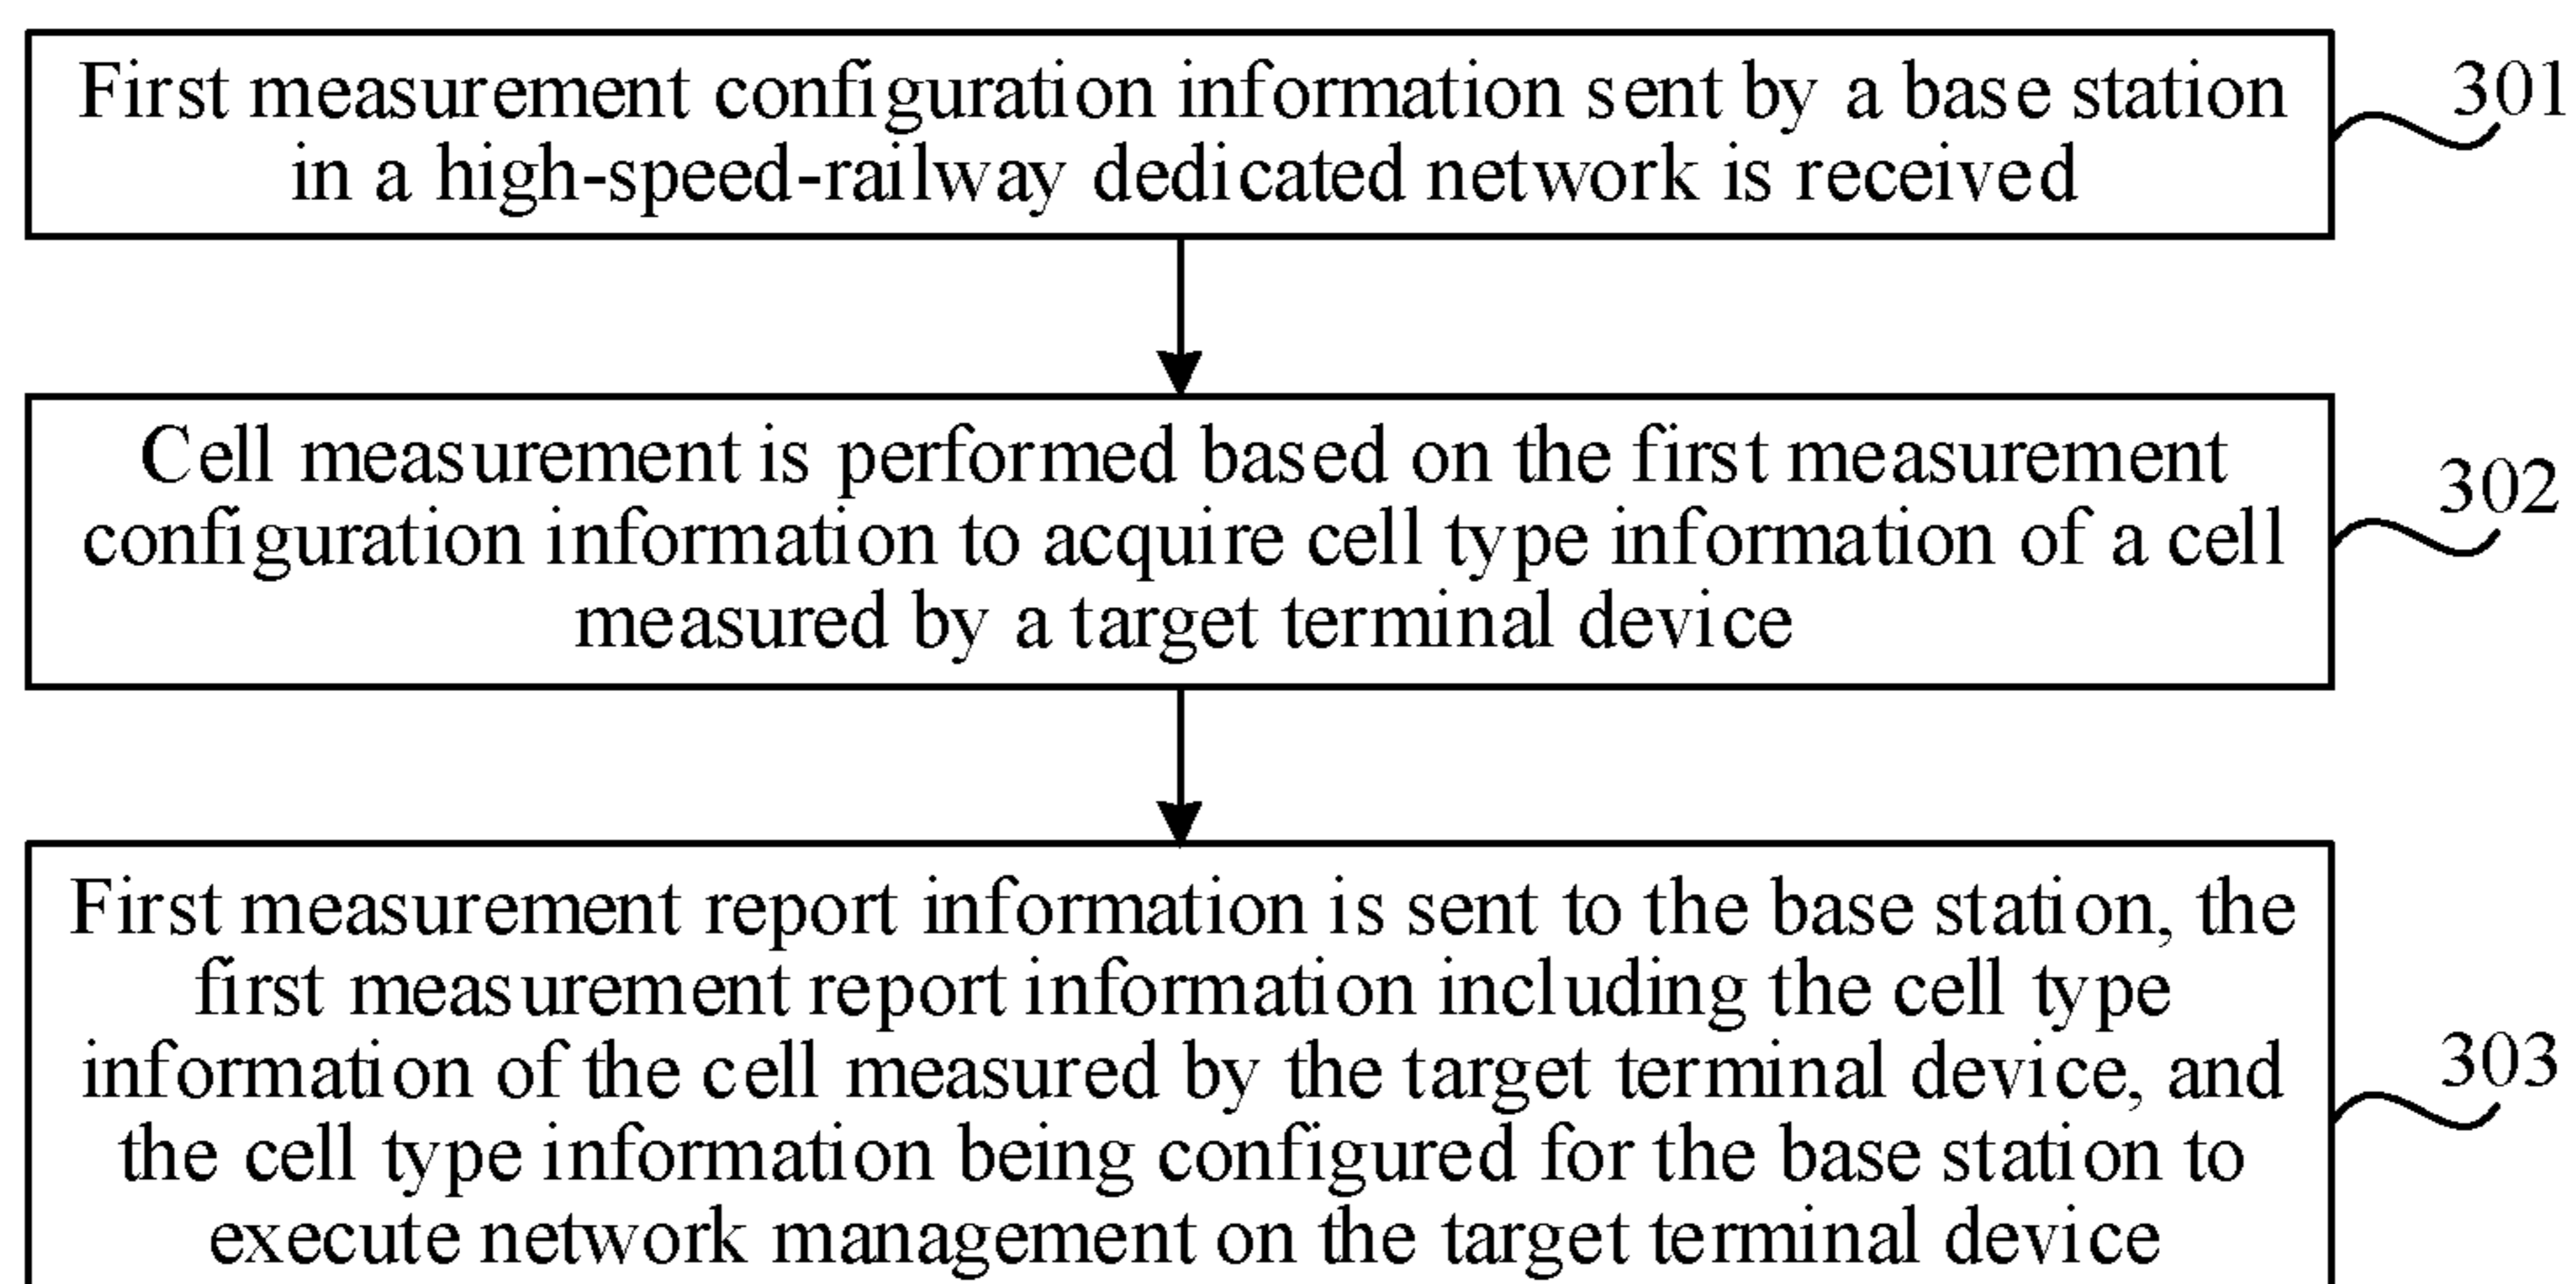 First measurement configuration information sent by a base station
in a high-speed-railway dedicated network is received
301
Cell measurement is performed based on the first measurement
configuration information to acquire cell type information of a cell
measured by a target terminal device
302
First measurement report information is sent to the base station, the
first measurement report information including the cell type
information of the cell measured by the target terminal device, and
the cell type information being configured for the base station to
execute network management on the target terminal device
303